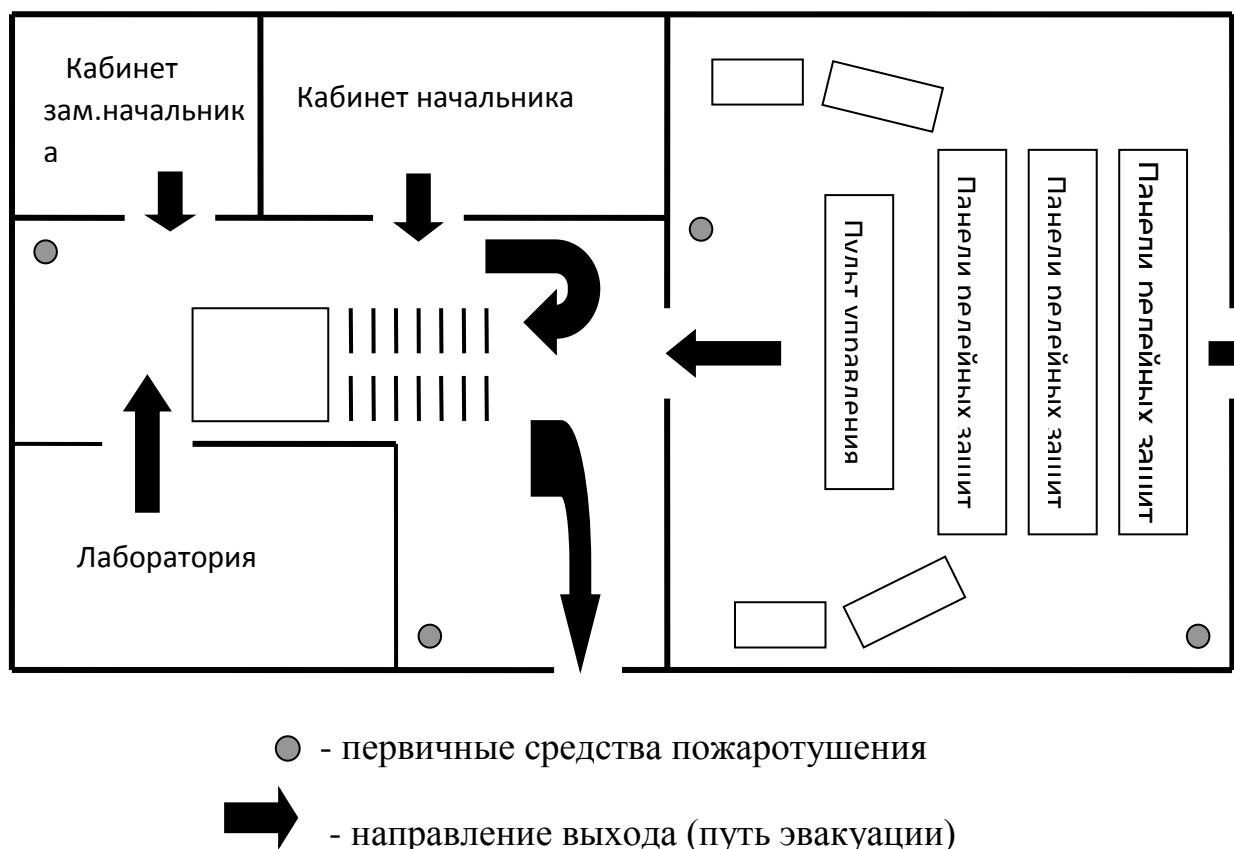 Кабинет
зам.начальник
а
Кабинет начальника
Пульт управления
Панели релейных защит
Панели релейных защит
Панели релейных защит
Лаборатория
- первичные средства пожаротушения
- направление выхода (путь эвакуации)